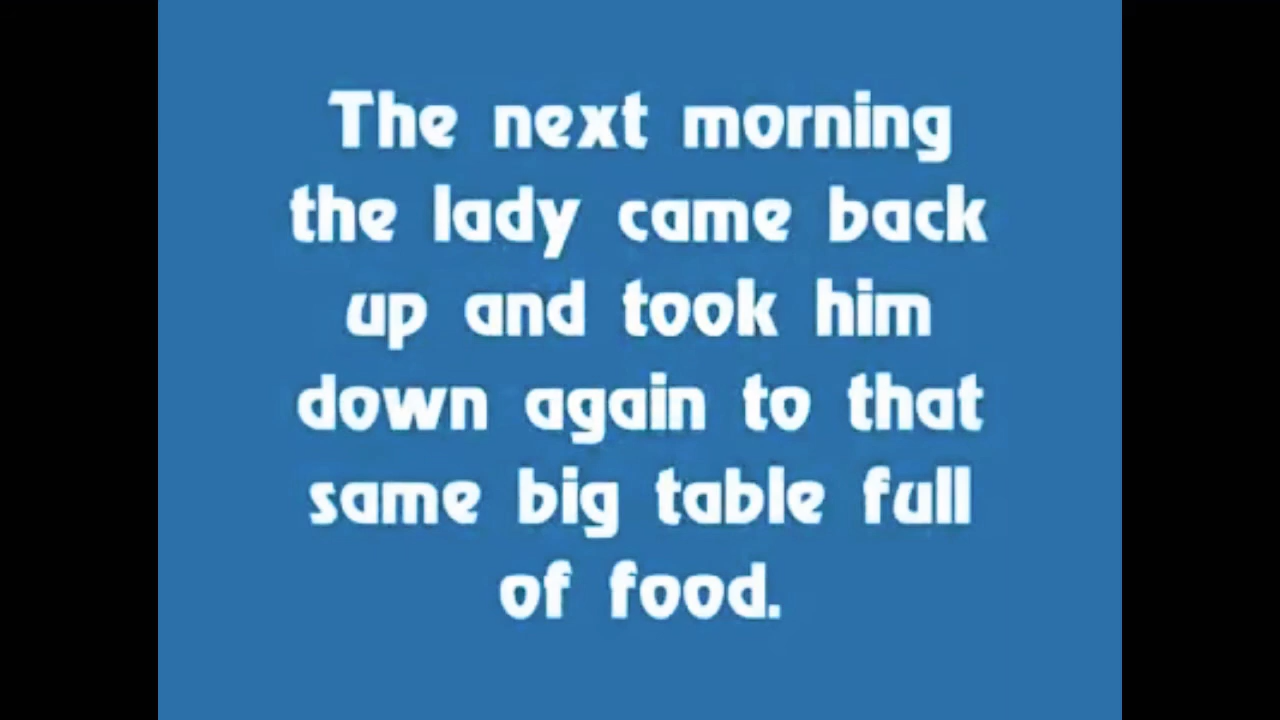 The next morning
the lady came back
up and took him
down again to that
same big table full
of food.